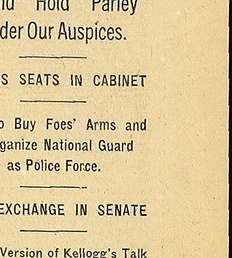 Hold Parley
der Our Auspices.
S SEATS IN CABINET
o Buy Foes' Arms and
ganize National Guard
as Police Force.
EXCHANGE IN SENATE
Version of Kellogg's Talk